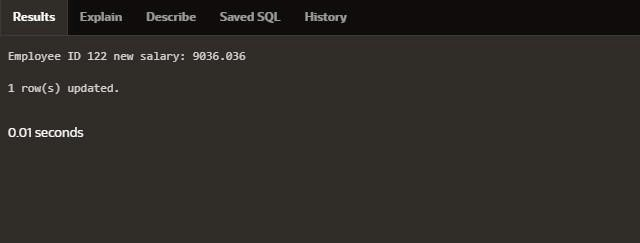 Results Explain Describe Saved SQL History
Employee ID 122 new salary: 9036.036
1 row(s) updated.
0.01 seconds